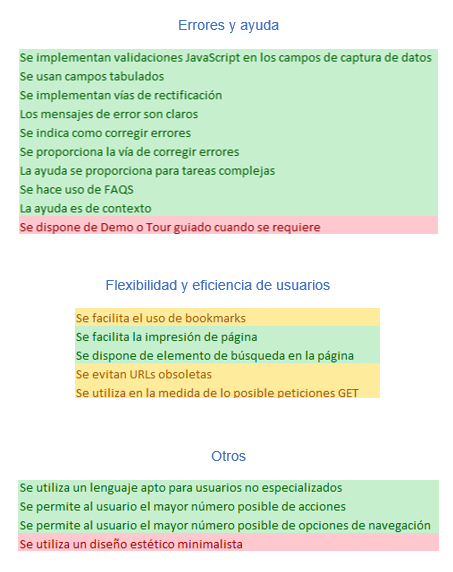 Errores y ayuda
Se implementan validaciones JavaScript en los campos de captura de datos
Se usan campos tabulados
Se implementan vías de rectificación
Los mensajes de error son claros
Se indica como corregir errores
Se proporciona la vía de corregir errores
La ayuda se proporciona para tareas complejas
Se hace uso de FAQS
La ayuda es de contexto
Se dispone de Demo o Tour guiado cuando se requiere
Flexibilidad y eficiencia de usuarios
Se facilita el uso de bookmarks
Se facilita la impresión de página
Se dispone de elemento de búsqueda en la página
Se evitan URLs obsoletas
Se utiliza en la medida de lo posible peticiones GET
Otros
Se utiliza un lenguaje apto para usuarios no especializados
Se permite al usuario el mayor número posible de acciones
Se permite al usuario el mayor número posible de opciones de navegación
Se utiliza un diseño estético minimalista